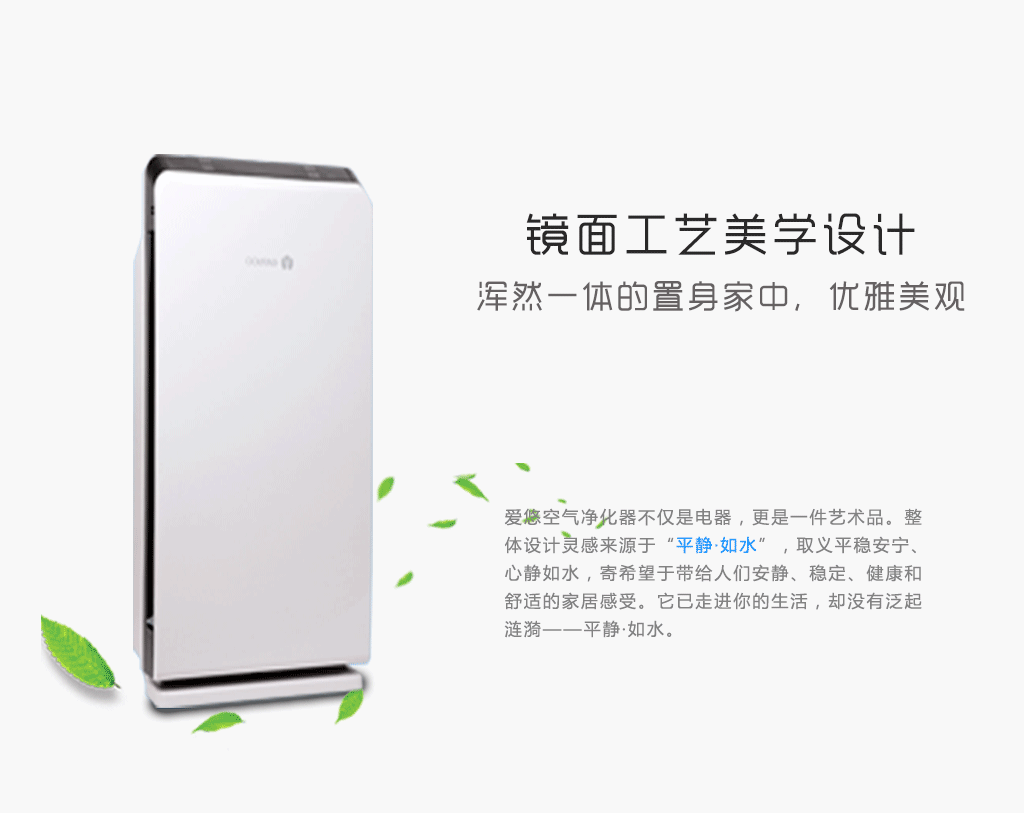 镜面工艺美学设计
浑然一体的置身家中，优雅美观
爱悠空气净化器不仅是电器，更是一件艺术品。整
体设计灵感来源于“平静·如水”，取义平稳安宁、
心静如水，寄希望于带给人们安静、稳定、健康和
舒适的家居感受。它已走进你的生活，却没有泛起
涟漪——平静·如水。